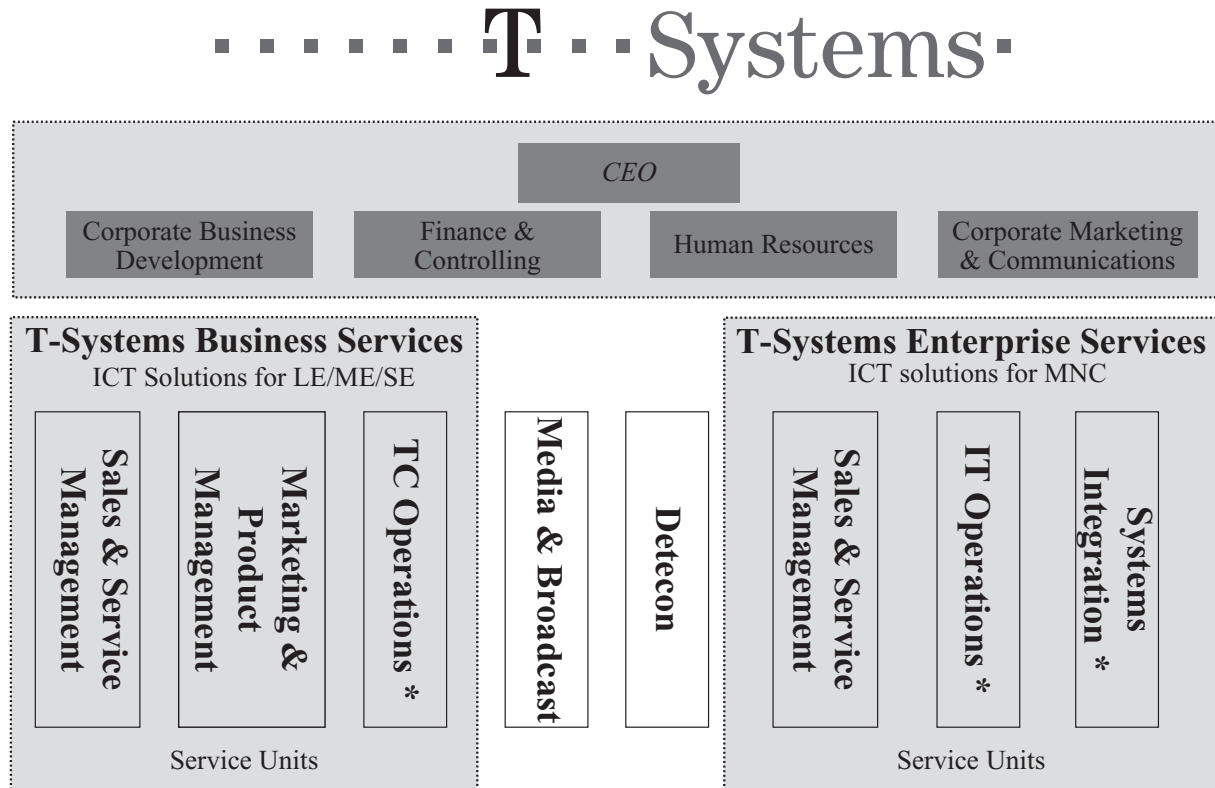 T Systems
CEO
Corporate Business
Development
Finance &
Controlling
Human Resources
Corporate Marketing
& Communications
T-Systems Business Services
ICT Solutions for LE/ME/SE
Sales & Service
Management
Marketing &
Product
Management
TC Operations *
Service Units
Media & Broadcast
Detecon
T-Systems Enterprise Services
ICT solutions for MNC
Sales & Service
Management
IT Operations *
Systems
Integration *
Service Units